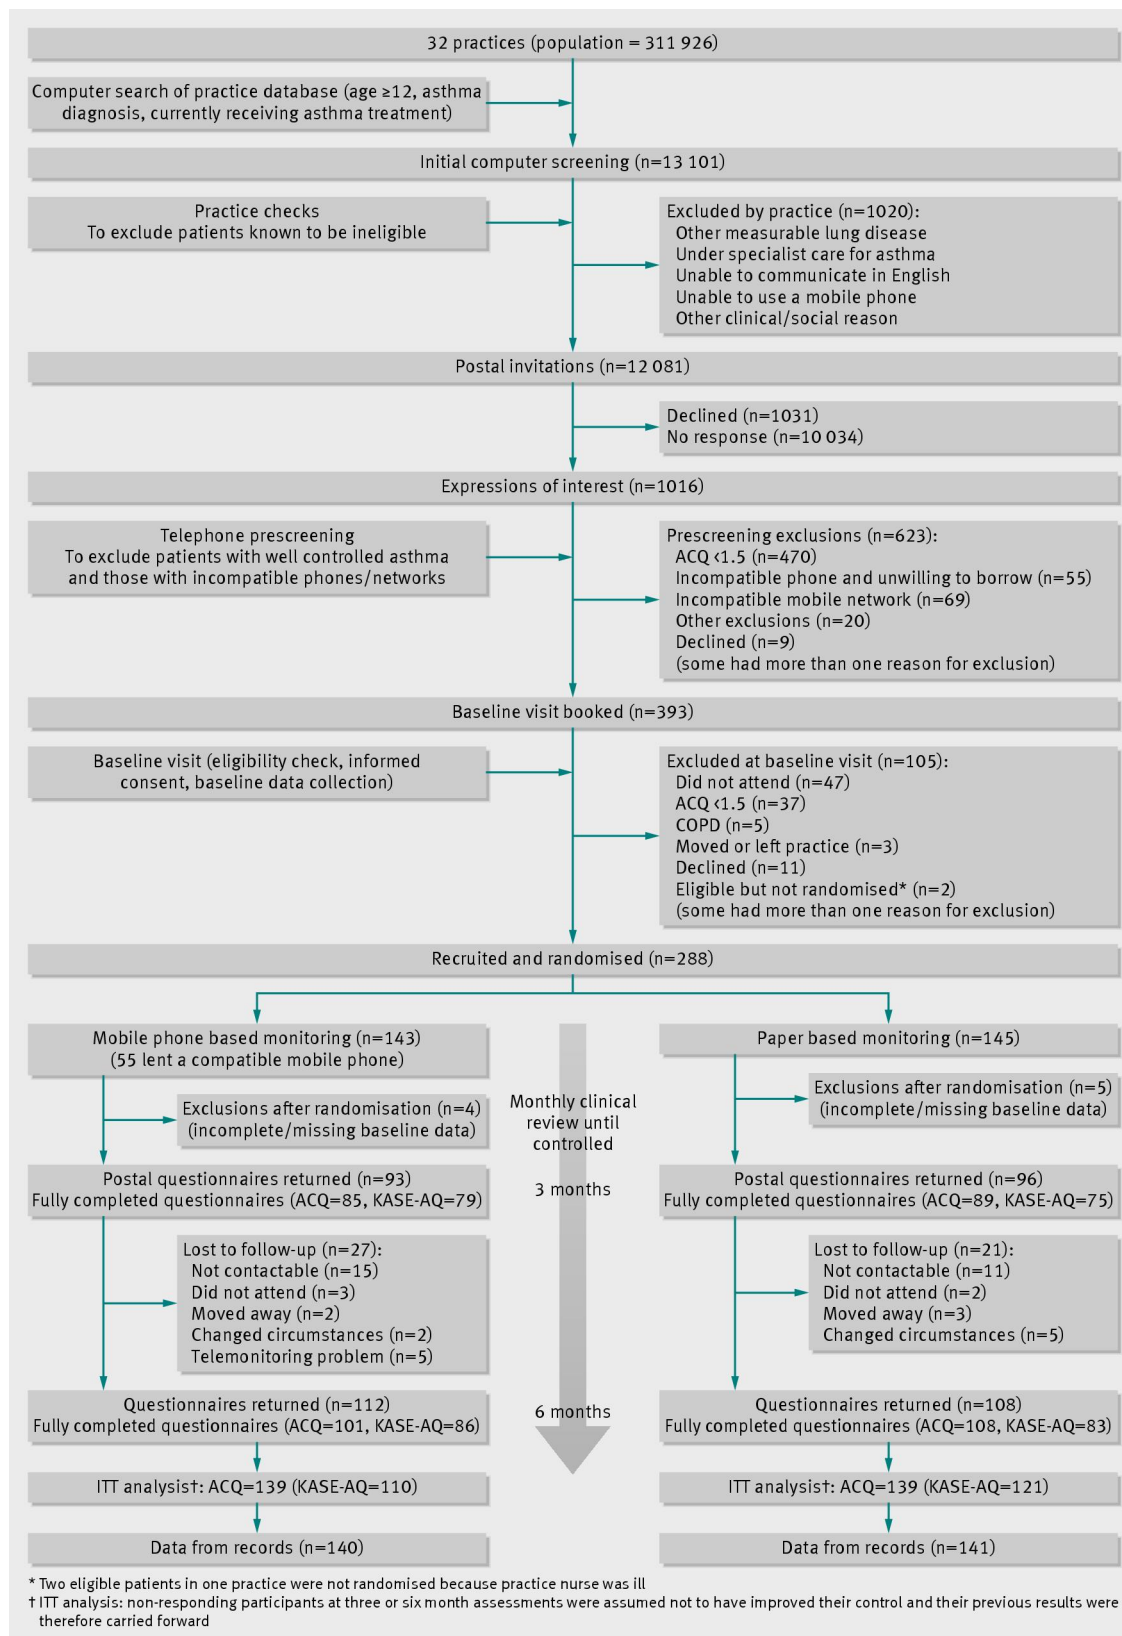 32 practices (population = 311 926)
Computer search of practice database (age ≥12, asthma
diagnosis, currently receiving asthma treatment)
Initial computer screening (n=13 101)
Practice checks
To exclude patients known to be ineligible
Excluded by practice (n=1020):
Other measurable lung disease
Under specialist care for asthma
Unable to communicate in English
Unable to use a mobile phone
Other clinical/social reason
Postal invitations (n=12 081)
Declined (n=1031)
No response (n=10 034)
Expressions of interest (n=1016)
Telephone prescreening
To exclude patients with well controlled asthma
and those with incompatible phones/networks
Prescreening exclusions (n=623):
ACQ <1.5 (n=470)
Incompatible phone and unwilling to borrow (n=55)
Incompatible mobile network (n=69)
Other exclusions (n=20)
Declined (n=9)
(some had more than one reason for exclusion)
Baseline visit booked (n=393)
Baseline visit (eligibility check, informed
consent, baseline data collection)
Excluded at baseline visit (n=105):
Did not attend (n=47)
ACQ <1.5 (n=37)
COPD (n=5)
Moved or left practice (n=3)
Declined (n=11)
Eligible but not randomised* (n=2)
(some had more than one reason for exclusion)
Recruited and randomised (n=288)
Mobile phone based monitoring (n=143)
(55 lent a compatible mobile phone)
Exclusions after randomisation (n=4)
(incomplete/missing baseline data)
Postal questionnaires returned (n=93)
Fully completed questionnaires (ACQ=85, KASE-AQ=79)
Lost to follow-up (n=27):
Not contactable (n=15)
Did not attend (n=3)
Moved away (n=2)
Changed circumstances (n=2)
Telemonitoring problem (n=5)
Questionnaires returned (n=112)
Fully completed questionnaires (ACQ=101, KASE-AQ=86)
ITT analysis†: ACQ=139 (KASE-AQ=110)
Data from records (n=140)
Monthly clinical
review until
controlled
3 months
6 months
Paper based monitoring (n=145)
Exclusions after randomisation (n=5)
(incomplete/missing baseline data)
Postal questionnaires returned (n=96)
Fully completed questionnaires (ACQ=89, KASE-AQ=75)
Lost to follow-up (n=21):
Not contactable (n=11)
Did not attend (n=2)
Moved away (n=3)
Changed circumstances (n=5)
Questionnaires returned (n=108)
Fully completed questionnaires (ACQ=108, KASE-AQ=83)
ITT analysis†: ACQ=139 (KASE-AQ=121)
Data from records (n=141)
* Two eligible patients in one practice were not randomised because practice nurse was ill
† ITT analysis: non-responding participants at three or six month assessments were assumed not to have improved their control and their previous results were
therefore carried forward